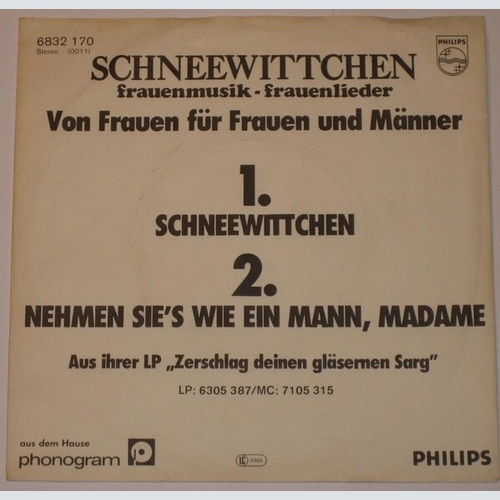 6832 170
Stereo (0011)
PHILIPS
SCHNEEWITTCHEN
frauenmusik - frauenlieder
Von Frauen für Frauen und Männer
1.
SCHNEEWITTCHEN
2.
NEHMEN SIE'S WIE EIN MANN, MADAME
Aus ihrer LP „Zerschlag deinen gläsernen Sarg"
LP: 6305 387/MC: 7105 315
aus dem Hause
phonogram
LC
PHILIPS